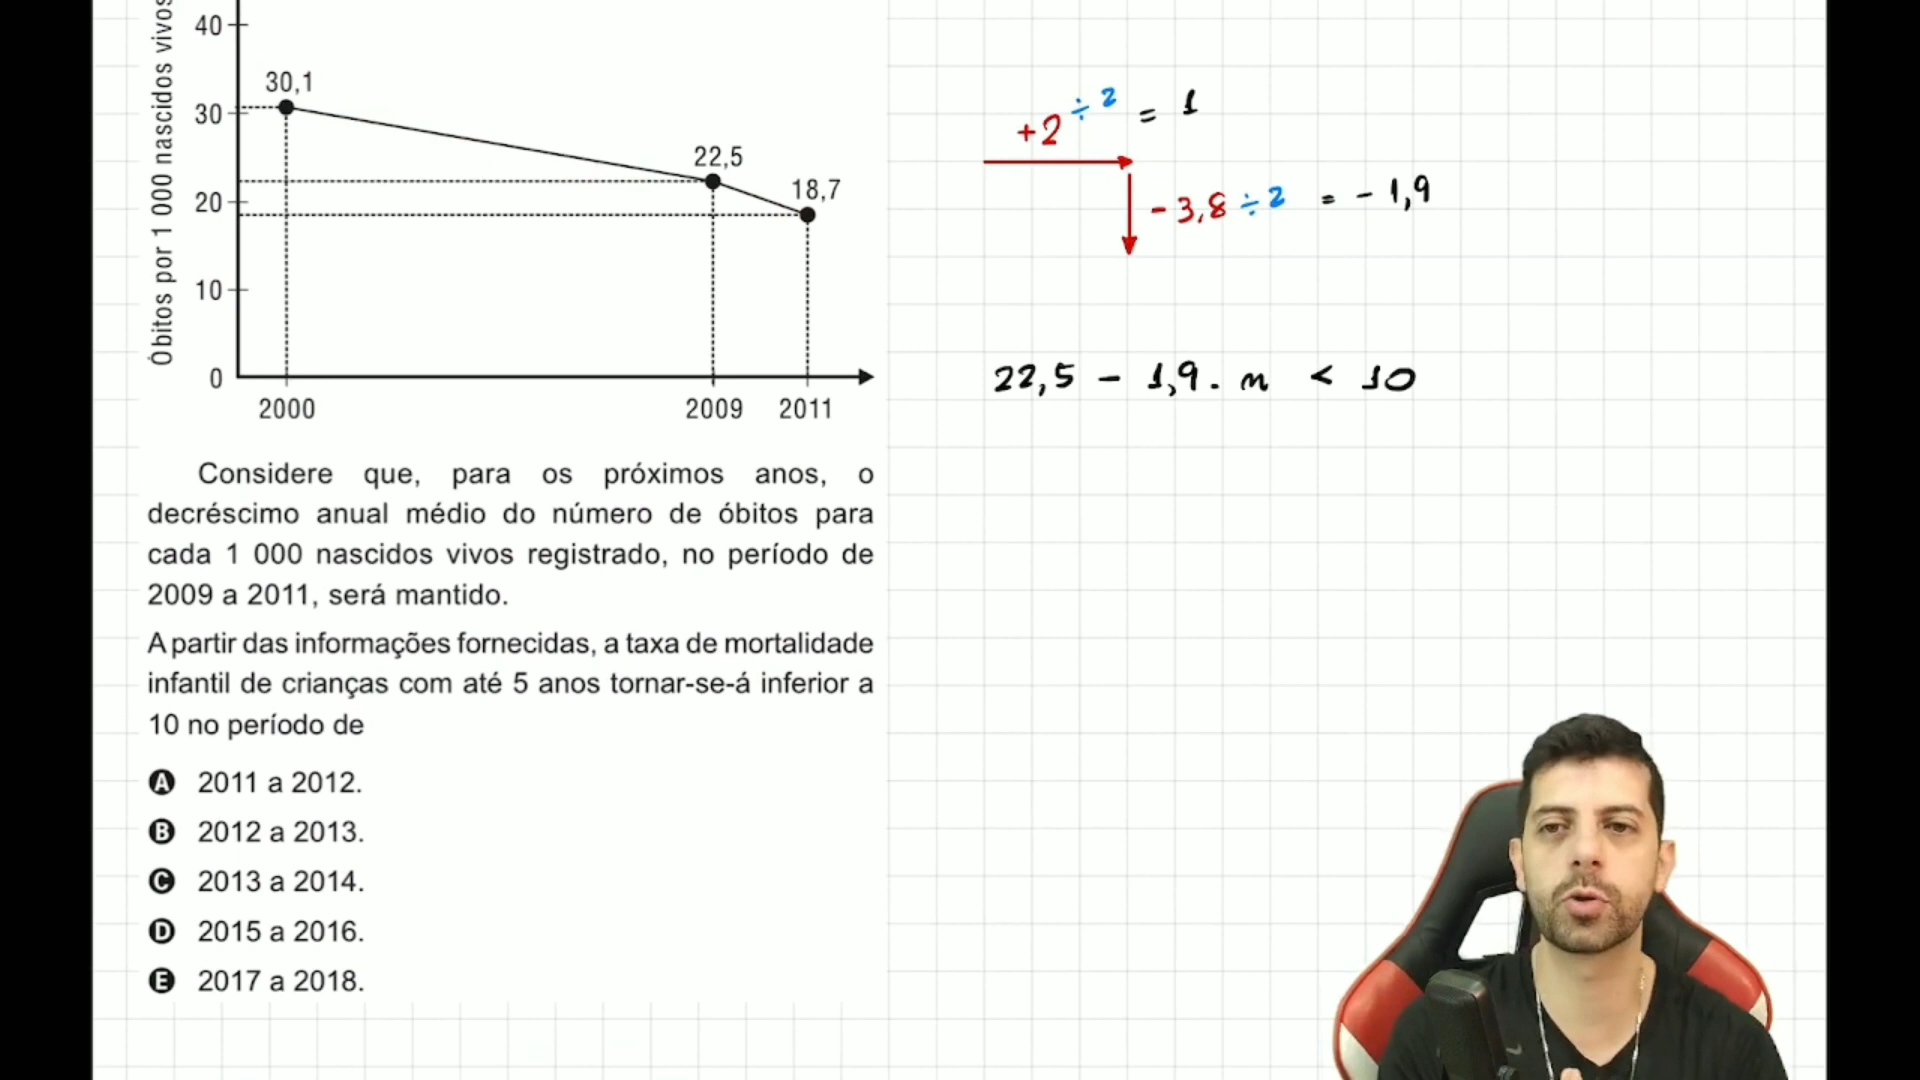 Óbitos por 1 000 nascidos vivos
40
30
20
10
0
30,1
22,5
18,7
2000 2009 2011
Considere que, para os próximos anos, o
decréscimo anual médio do número de óbitos para
cada 1 000 nascidos vivos registrado, no período de
2009 a 2011, será mantido.
A partir das informações fornecidas, a taxa de mortalidade
infantil de crianças com até 5 anos tornar-se-á inferior a
10 no período de
A 2011 a 2012.
B 2012 a 2013.
C 2013 a 2014.
D 2015 a 2016.
E 2017 a 2018.
+2 ÷ 2 = 1
- 3,8 ÷ 2 = - 1,9
22,5 - 1,9 . n < 10